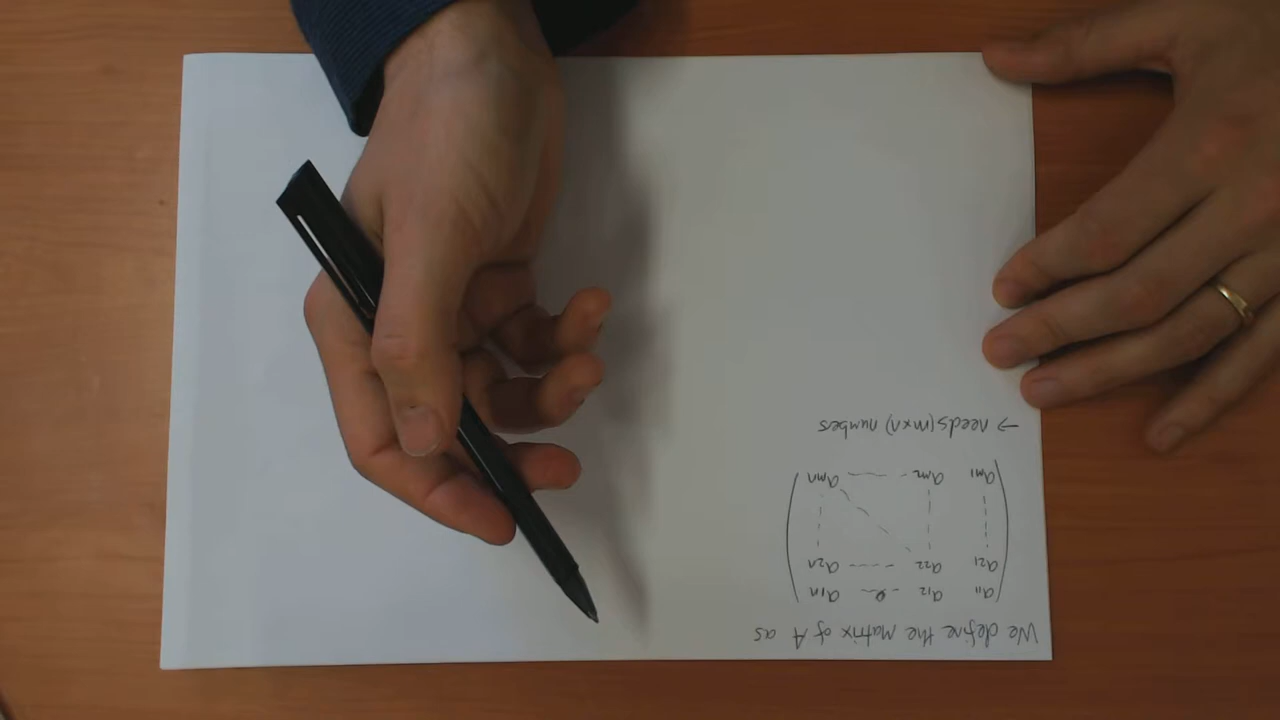 We define the matrix of A as
a11 a12 - - a1n
a21 a22 - - - a2n
am1 am2 - - - amn
→ needs (m×n) numbers